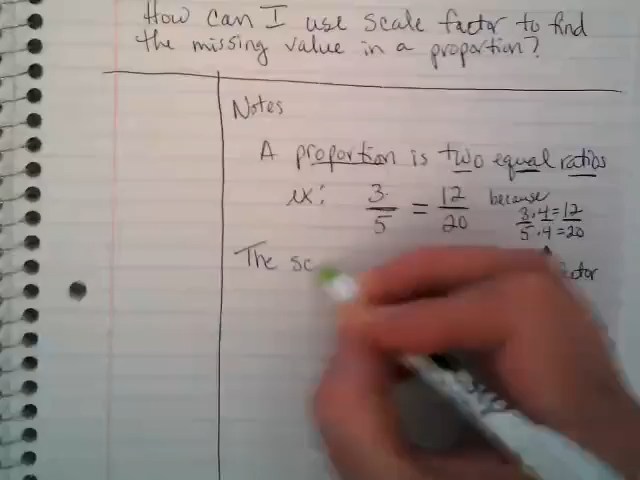 How can I use scale factor to find
the missing value in a proportion?
Notes
A proportion is two equal ratios
ex: 3/5 = 12/20 because
3·4=12
5·4=20
The sc